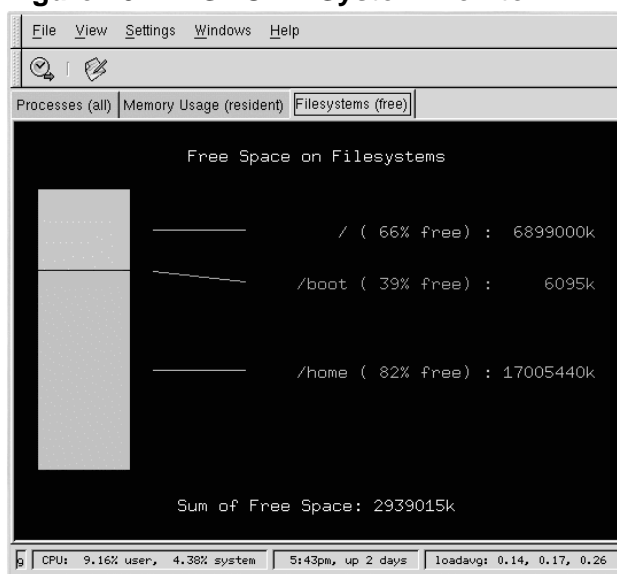 File View Settings Windows Help
Processes (all) Memory Usage (resident) Filesystems (free)
Free Space on Filesystems
/ ( 66% free) : 6899000k
/boot ( 39% free) : 6095k
/home ( 82% free) : 17005440k
Sum of Free Space: 2939015k
g CPU: 9.16% user, 4.38% system 5:43pm, up 2 days loadavg: 0.14, 0.17, 0.26